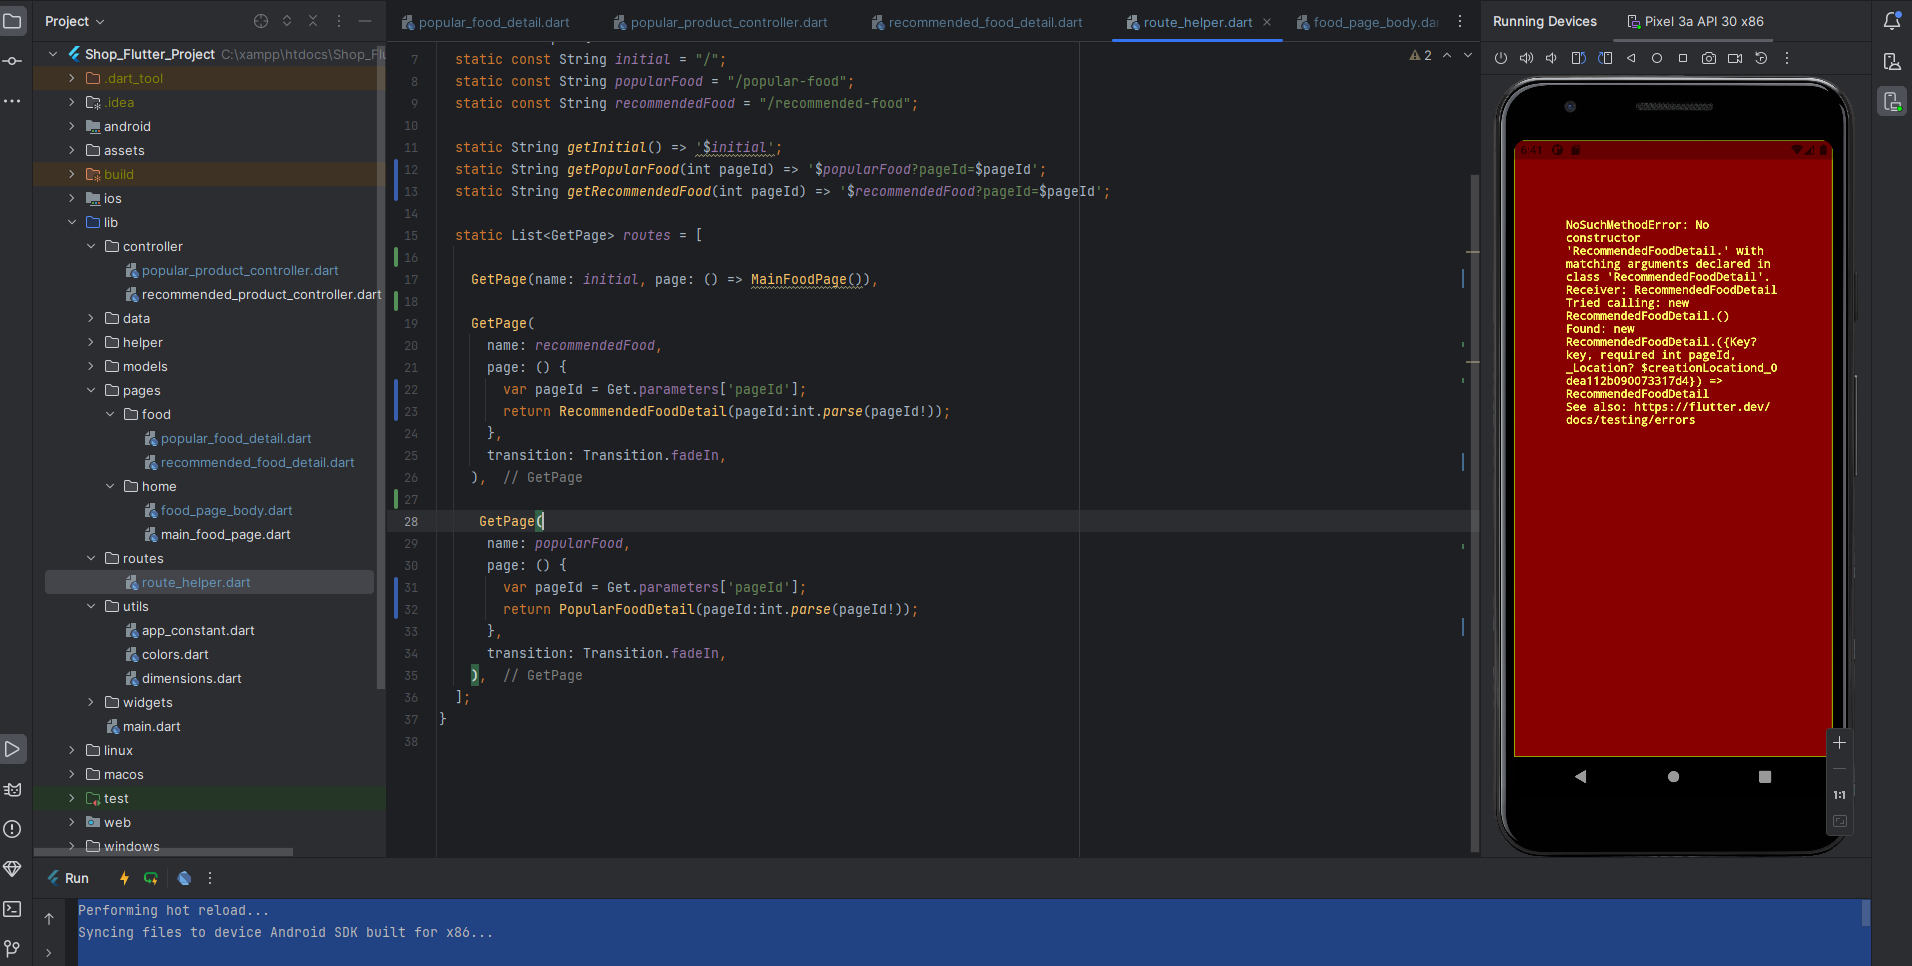 Project
popular_food_detail.dart
popular_product_controller.dart
recommended_food_detail.dart
route_helper.dart
food_page_body.da
Running Devices
Pixel 3a API 30 x86
Shop_Flutter_Project C:\xampp\htdocs\Shop_Fl
.dart_tool
.idea
android
assets
build
ios
lib
controller
popular_product_controller.dart
recommended_product_controller.dart
data
helper
models
pages
food
popular_food_detail.dart
recommended_food_detail.dart
home
food_page_body.dart
main_food_page.dart
routes
route_helper.dart
utils
app_constant.dart
colors.dart
dimensions.dart
widgets
main.dart
linux
macos
test
web
windows
2
7 static const String initial = "/";
8 static const String popularFood = "/popular-food";
9 static const String recommendedFood = "/recommended-food";
10
11 static String getInitial() => '$initial';
12 static String getPopularFood(int pageId) => '$popularFood?pageId=$pageId';
13 static String getRecommendedFood(int pageId) => '$recommendedFood?pageId=$pageId';
14
15 static List<GetPage> routes = [
16
17 GetPage(name: initial, page: () => MainFoodPage()),
18
19 GetPage(
20 name: recommendedFood,
21 page: () {
22 var pageId = Get.parameters['pageId'];
23 return RecommendedFoodDetail(pageId:int.parse(pageId!));
24 },
25 transition: Transition.fadeIn,
26 ), // GetPage
27
28 GetPage(
29 name: popularFood,
30 page: () {
31 var pageId = Get.parameters['pageId'];
32 return PopularFoodDetail(pageId:int.parse(pageId!));
33 },
34 transition: Transition.fadeIn,
35 ), // GetPage
36 ];
37 }
38
6:41
NoSuchMethodError: No
constructor
'RecommendedFoodDetail.' with
matching arguments declared in
class 'RecommendedFoodDetail'.
Receiver: RecommendedFoodDetail
Tried calling: new
RecommendedFoodDetail.()
Found: new
RecommendedFoodDetail.({Key?
key, required int pageId,
_Location? $creationLocationd_0
dea112b090073317d4}) =>
RecommendedFoodDetail
See also: https://flutter.dev/
docs/testing/errors
1:1
Run
Performing hot reload...
Syncing files to device Android SDK built for x86...